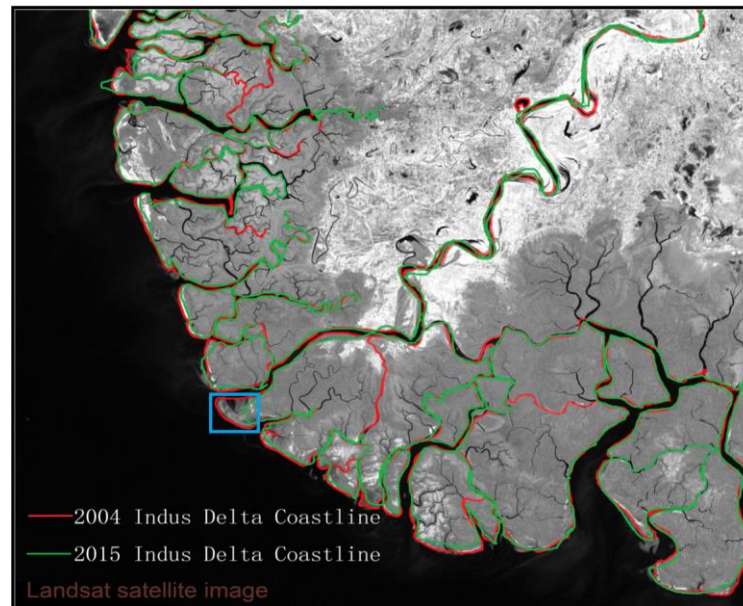 2004 Indus Delta Coastline
2015 Indus Delta Coastline
Landsat satellite image